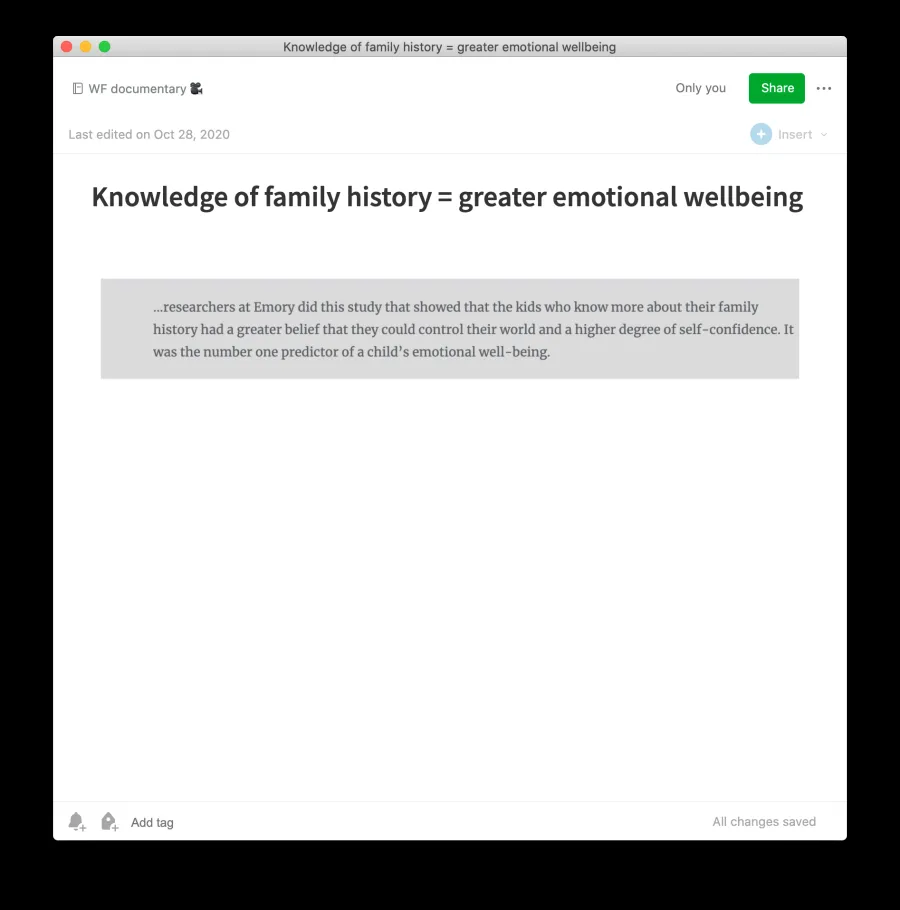 Knowledge of family history = greater emotional wellbeing
WF documentary 🎥
Only you
Share
Last edited on Oct 28, 2020
Insert
Knowledge of family history = greater emotional wellbeing
...researchers at Emory did this study that showed that the kids who know more about their family
history had a greater belief that they could control their world and a higher degree of self-confidence. It
was the number one predictor of a child’s emotional well-being.
Add tag
All changes saved